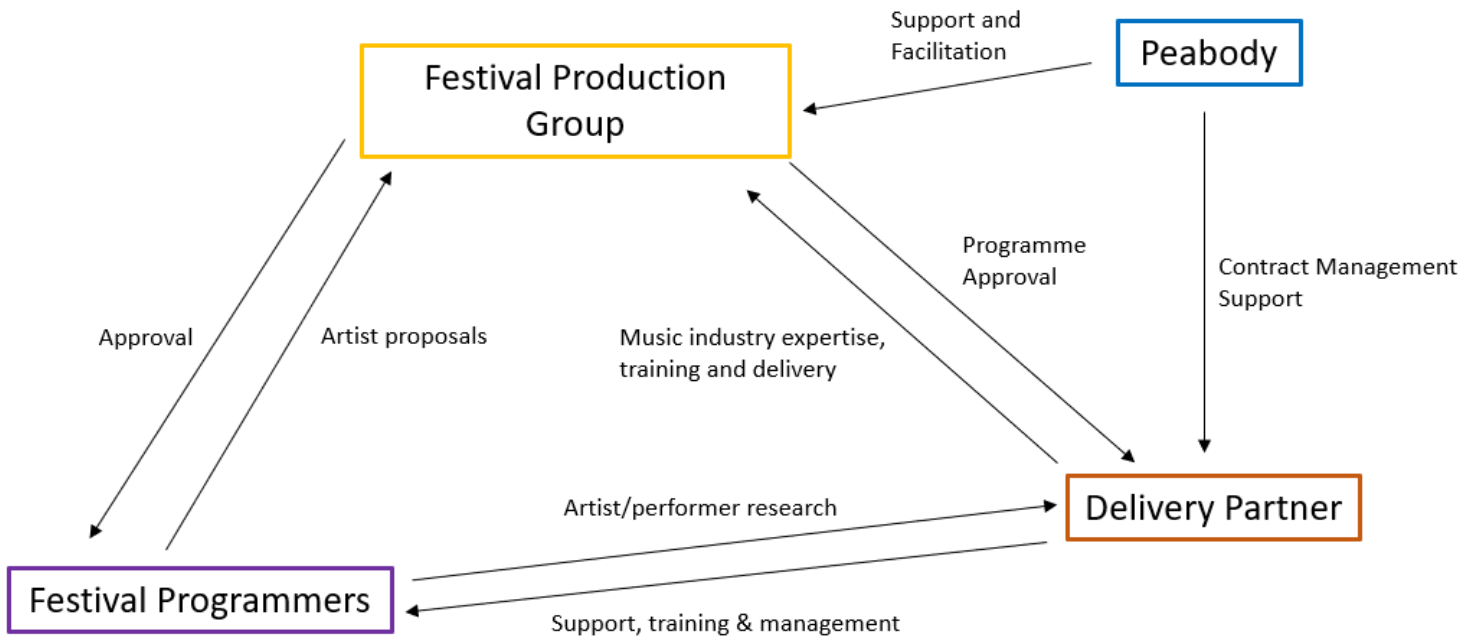 Support and
Facilitation
Peabody
Festival Production
Group
Programme
Approval
Contract Management
Support
Approval
Artist proposals
Music industry expertise,
training and delivery
Artist/performer research
Delivery Partner
Festival Programmers
Support, training & management